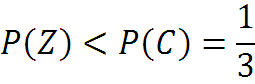 P(Z) < P(C) = 1/3